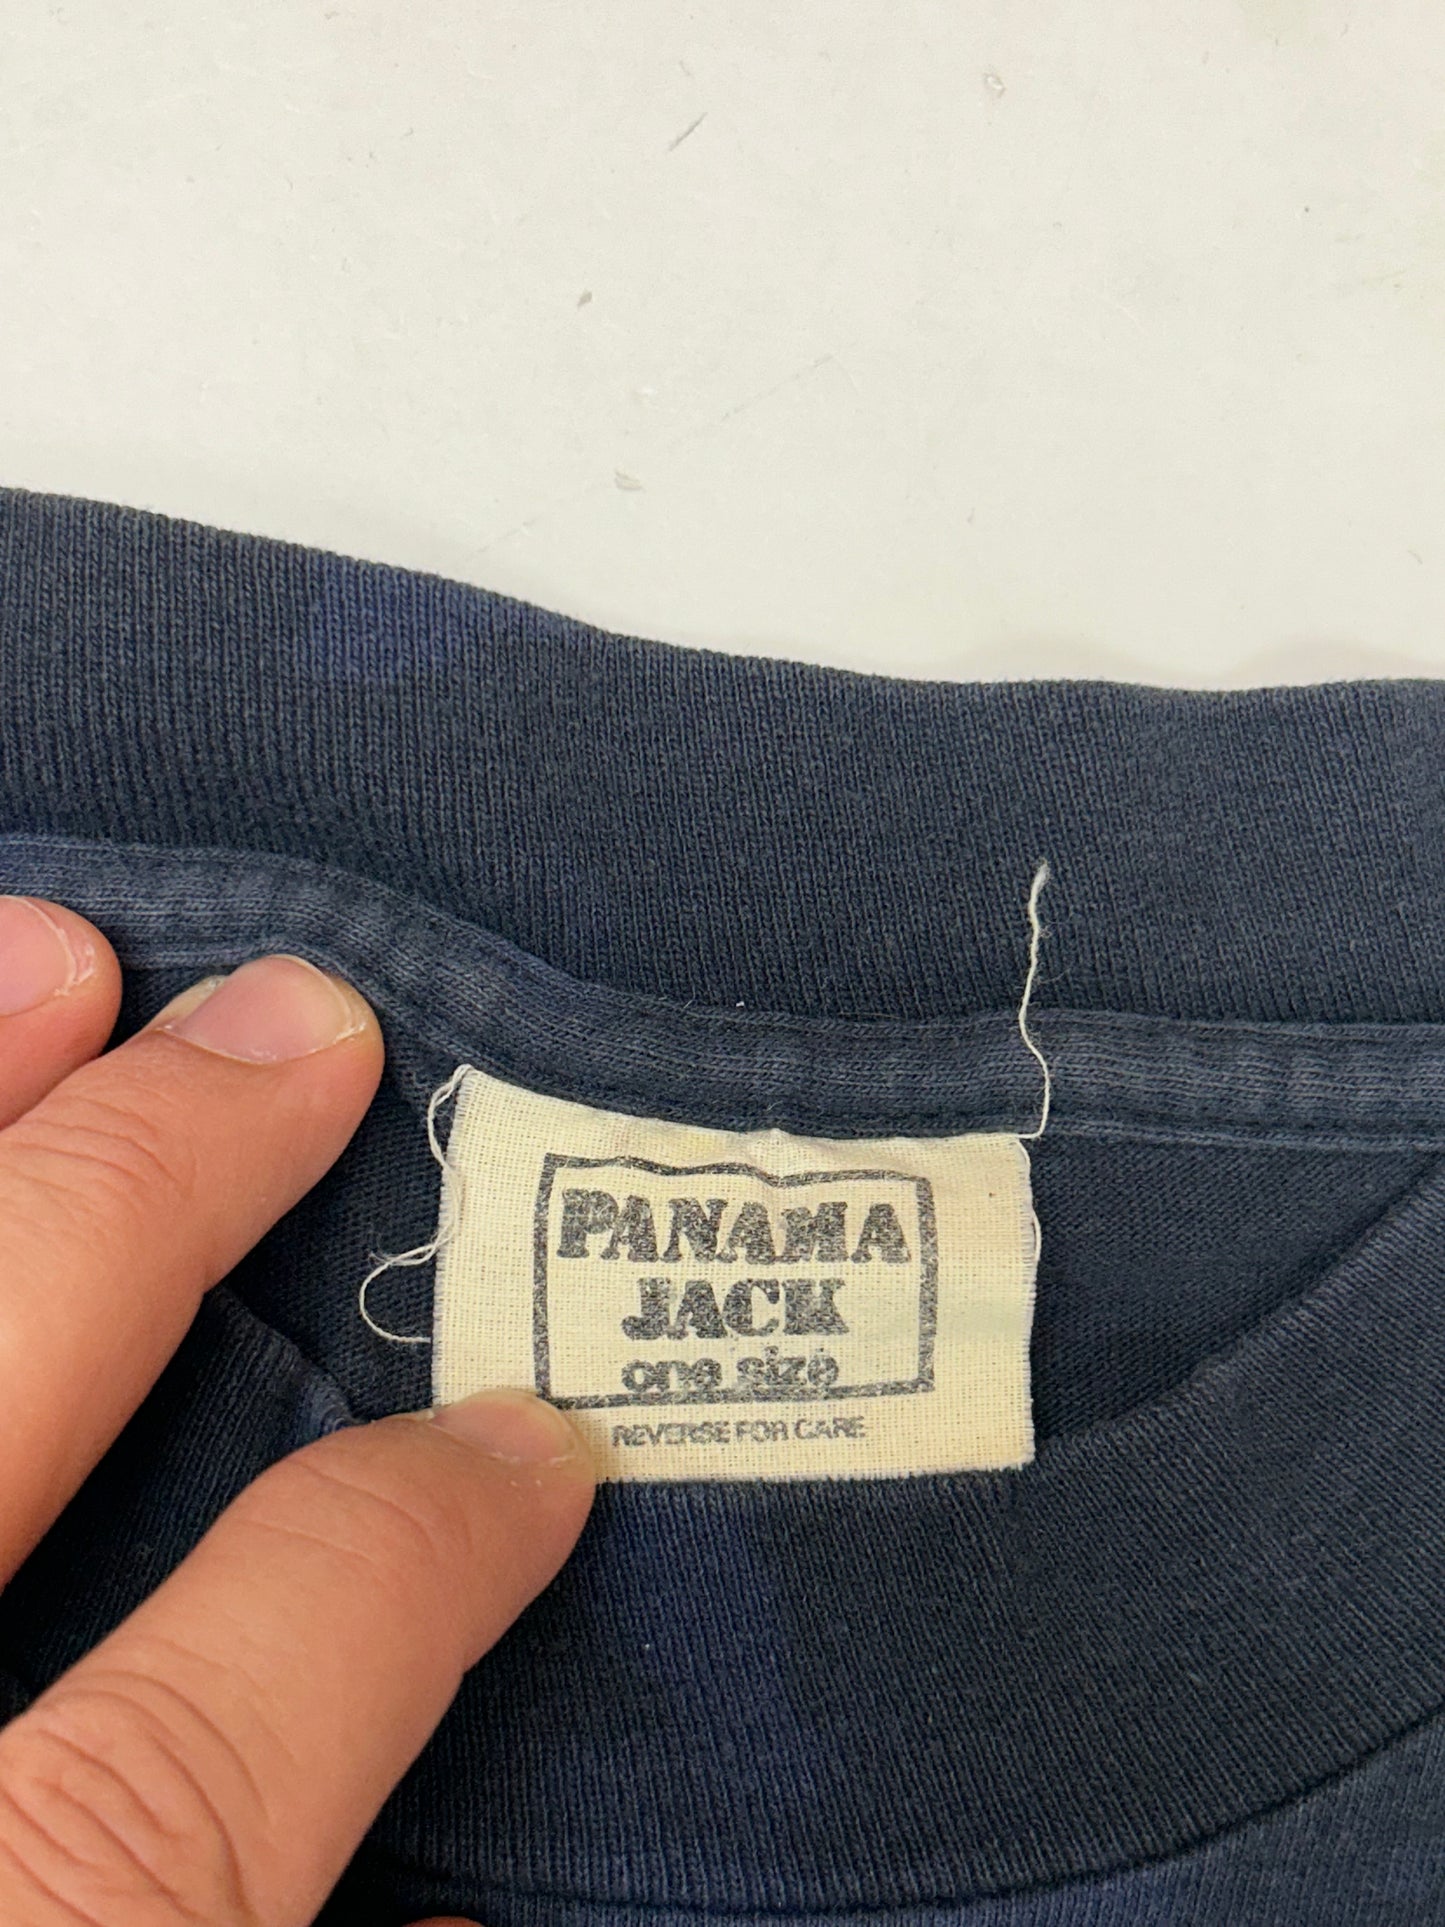 PANAMA
JACK
one size
REVERSE FOR CARE